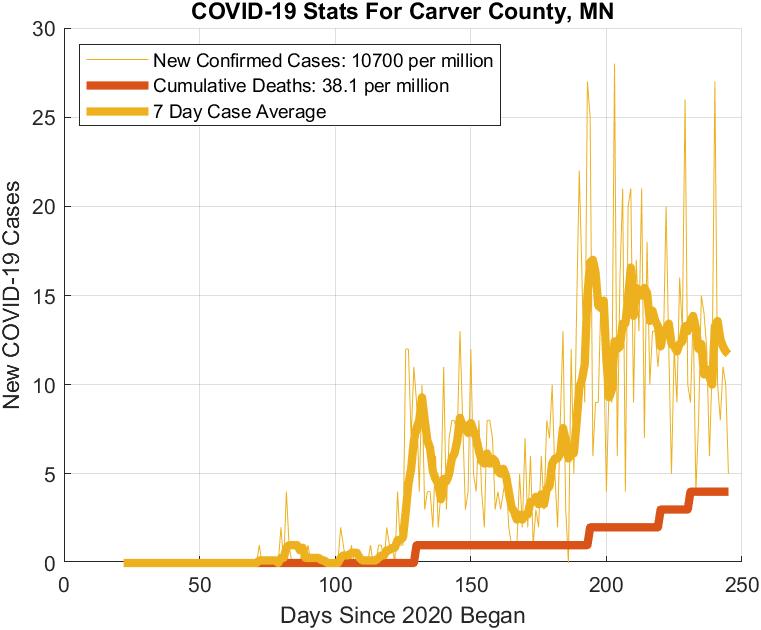 COVID-19 Stats For Carver County, MN
30
New Confirmed Cases: 10700 per million
Cumulative Deaths: 38.1 per million
7 Day Case Average
25
20
15
10
5
0
New COVID-19 Cases
0 50 100 150 200 250
Days Since 2020 Began